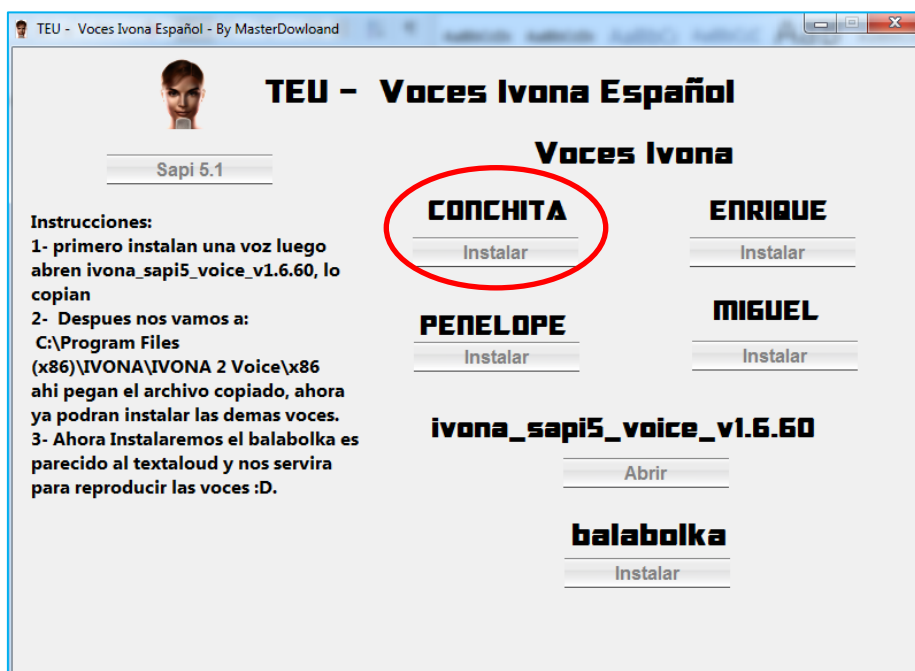 TEU - Voces Ivona Español - By MasterDowloand
TEU - Voces Ivona Español
Sapi 5.1
Instrucciones:
1- primero instalan una voz luego
abren ivona_sapi5_voice_v1.6.60, lo
copian
2- Despues nos vamos a:
C:\Program Files
(x86)\IVONA\IVONA 2 Voice\x86
ahi pegan el archivo copiado, ahora
ya podran instalar las demas voces.
3- Ahora Instalaremos el balabolka es
parecido al textaloud y nos servira
para reproducir las voces :D.
Voces Ivona
CONCHITA
Instalar
ENRIQUE
Instalar
PENELOPE
Instalar
MIGUEL
Instalar
ivona_sapi5_voice_v1.6.60
Abrir
balabolka
Instalar